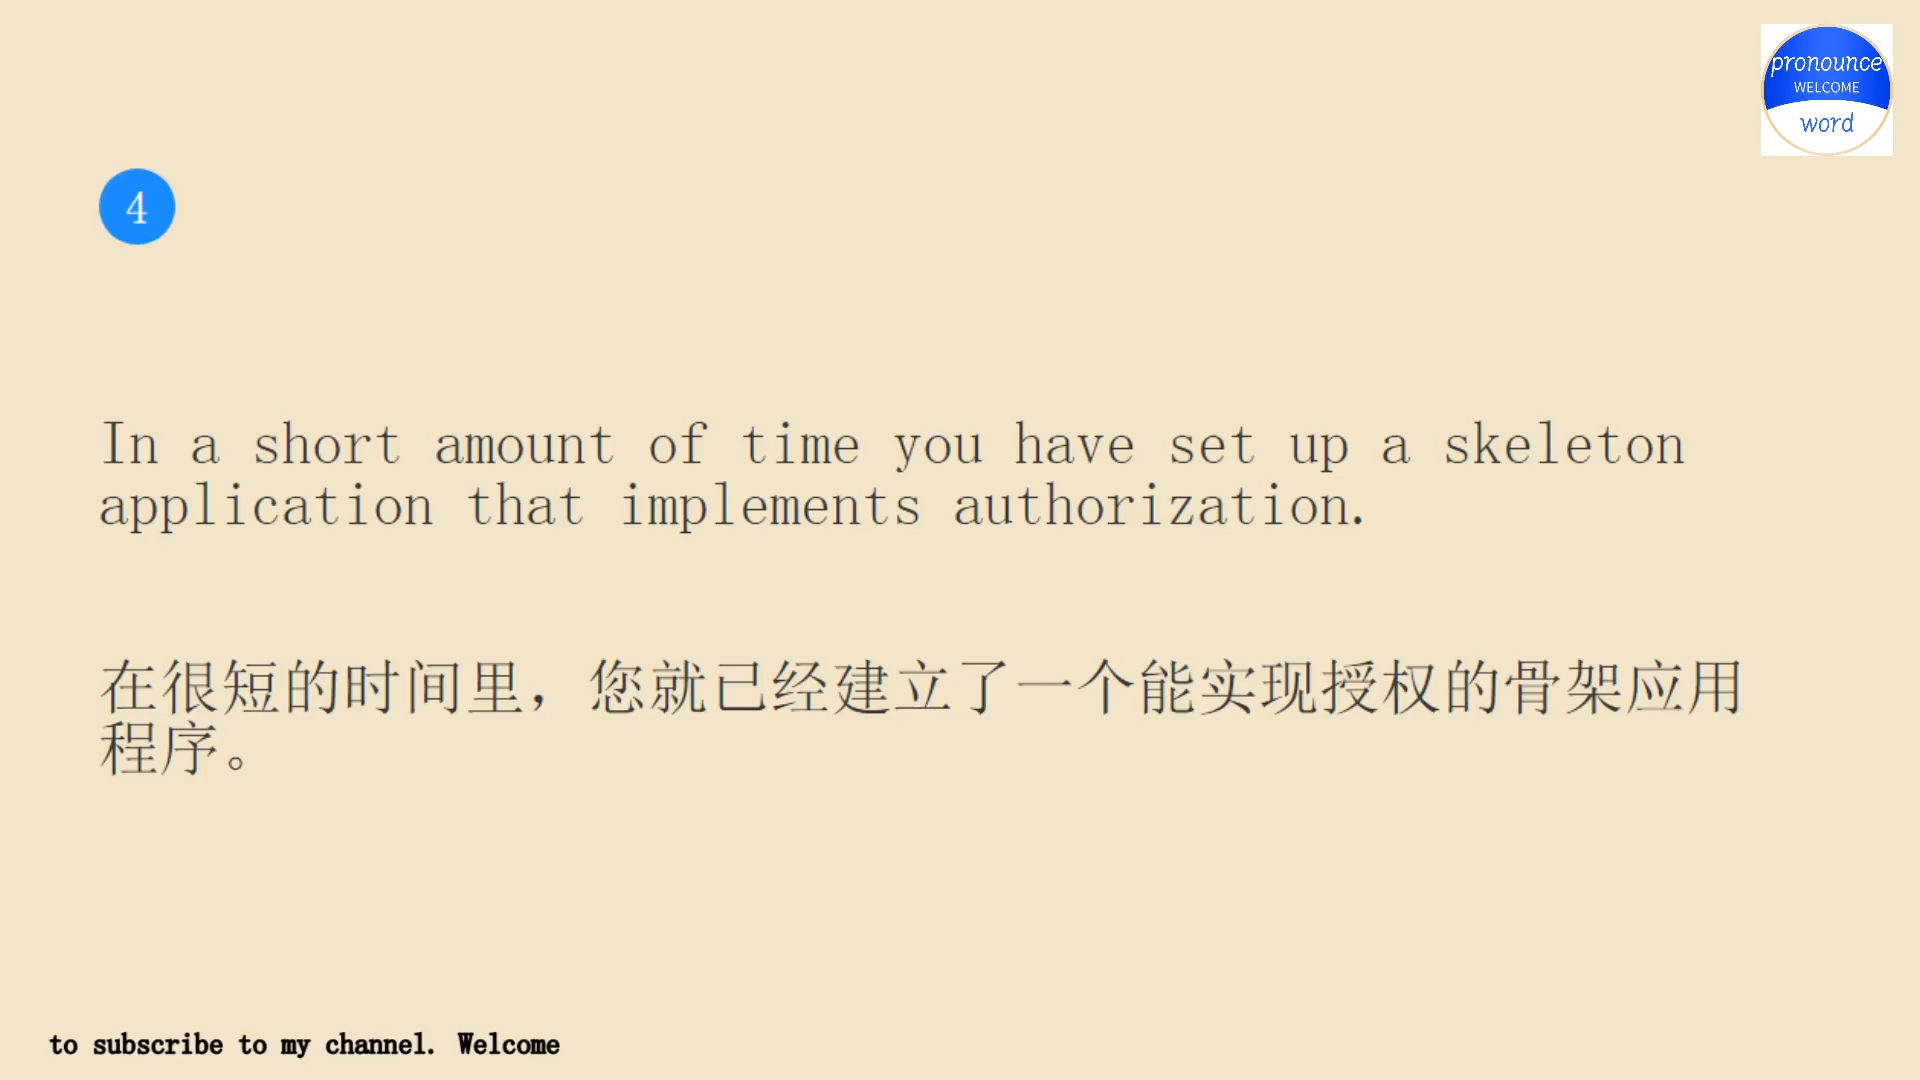 pronounce
WELCOME
word
4
In a short amount of time you have set up a skeleton
application that implements authorization.
在很短的时间里，您就已经建立了一个能实现授权的骨架应用
程序。
to subscribe to my channel. Welcome